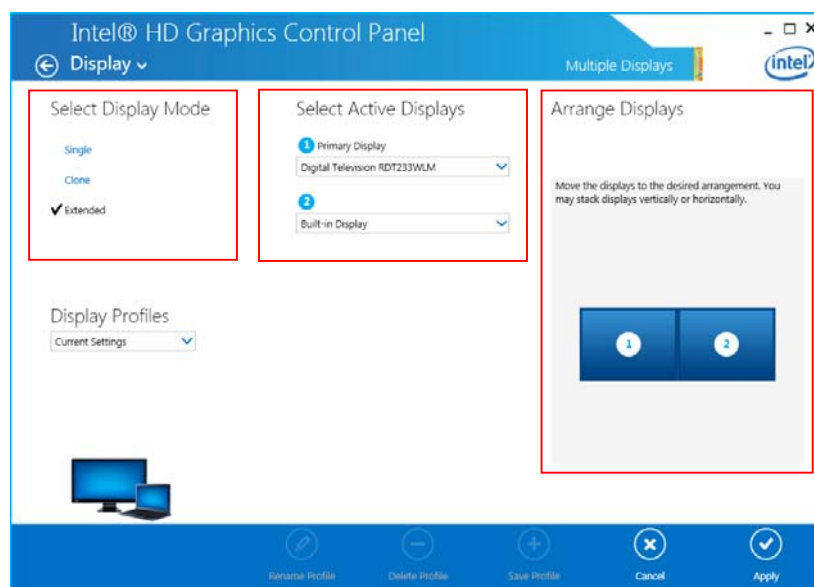 Intel® HD Graphics Control Panel
Display
Multiple Displays
intel
Select Display Mode
Single
Clone
Extended
Select Active Displays
1 Primary Display
Digital Television RDT233WLM
2
Built-in Display
Arrange Displays
Move the displays to the desired arrangement. You
may stack displays vertically or horizontally.
1
2
Display Profiles
Current Settings
Rename Profile
Delete Profile
Save Profile
Cancel
Apply